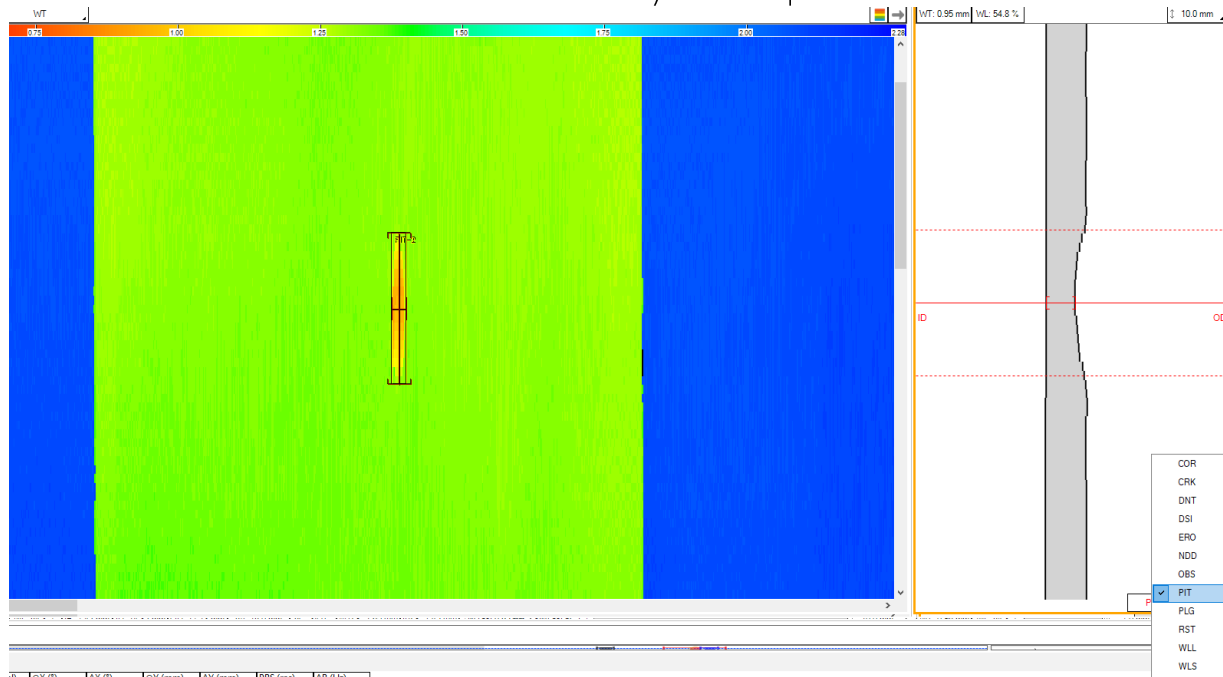 WT
WT: 0.95 mm WL: 54.8 %
10.0 mm
0.75 1.00 1.25 1.50 1.75 2.00 2.28
PIT-2
ID
OD
COR
CRK
DNT
DSI
ERO
NDD
OBS
PIT
PLG
RST
WLL
WLS